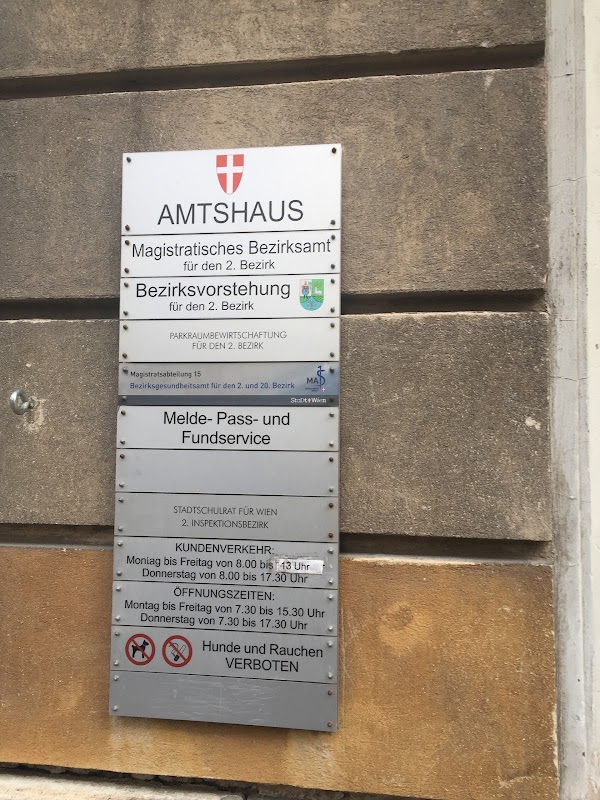 AMTSHAUS
Magistratisches Bezirksamt
für den 2. Bezirk
Bezirksvorstehung
für den 2. Bezirk
PARKRAUMBEWIRTSCHAFTUNG
FÜR DEN 2. BEZIRK
Magistratsabteilung 15
Bezirksgesundheitsamt für den 2. und 20. Bezirk
MA
StaDt Wien
Melde- Pass- und
Fundservice
STADTSCHULRAT FÜR WIEN
2. INSPEKTIONSBEZIRK
KUNDENVERKEHR:
Montag bis Freitag von 8.00 bis 13 Uhr
Donnerstag von 8.00 bis 17.30 Uhr
ÖFFNUNGSZEITEN:
Montag bis Freitag von 7.30 bis 15.30 Uhr
Donnerstag von 7.30 bis 17.30 Uhr
Hunde und Rauchen
VERBOTEN